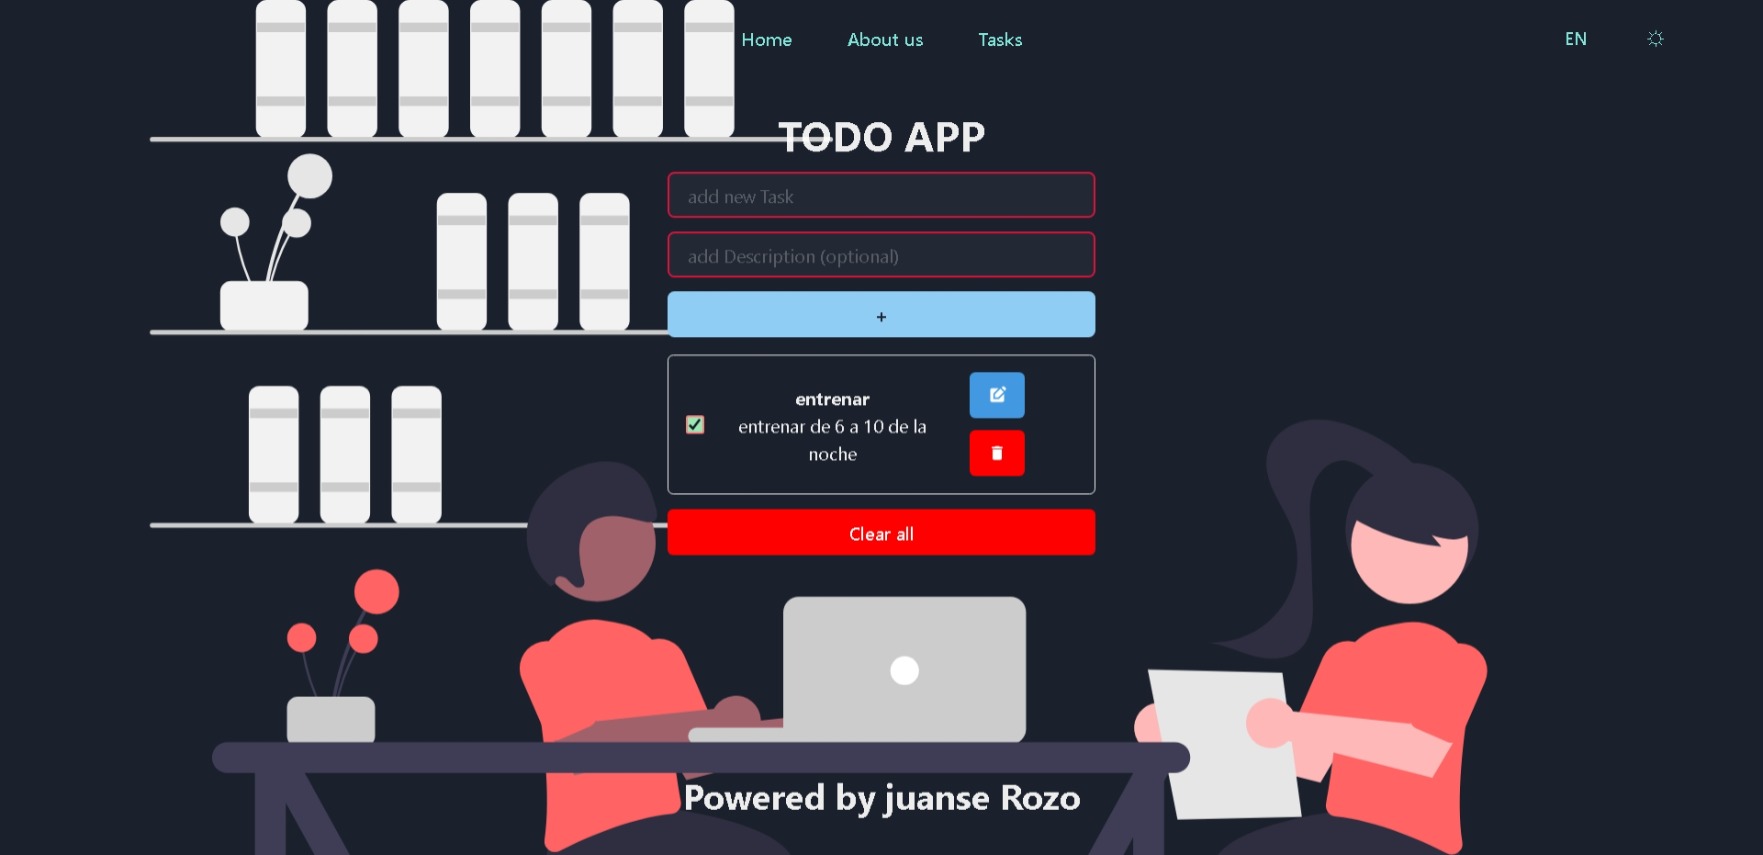 Home About us Tasks EN
TODO APP
add new Task
add Description (optional)
+
entrenar
entrenar de 6 a 10 de la
noche
Clear all
Powered by juanse Rozo